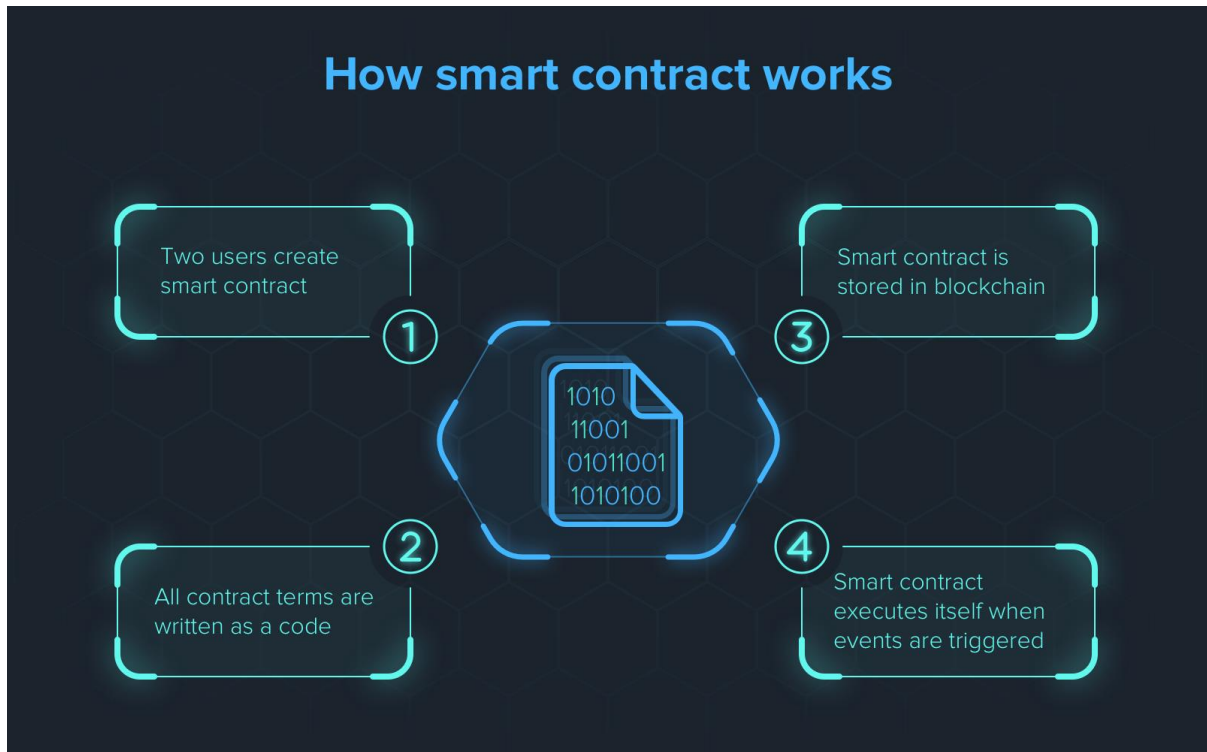 How smart contract works
Two users create
smart contract
1
2
All contract terms are
written as a code
1010
11001
01011001
1010100
Smart contract is
stored in blockchain
3
4
Smart contract
executes itself when
events are triggered